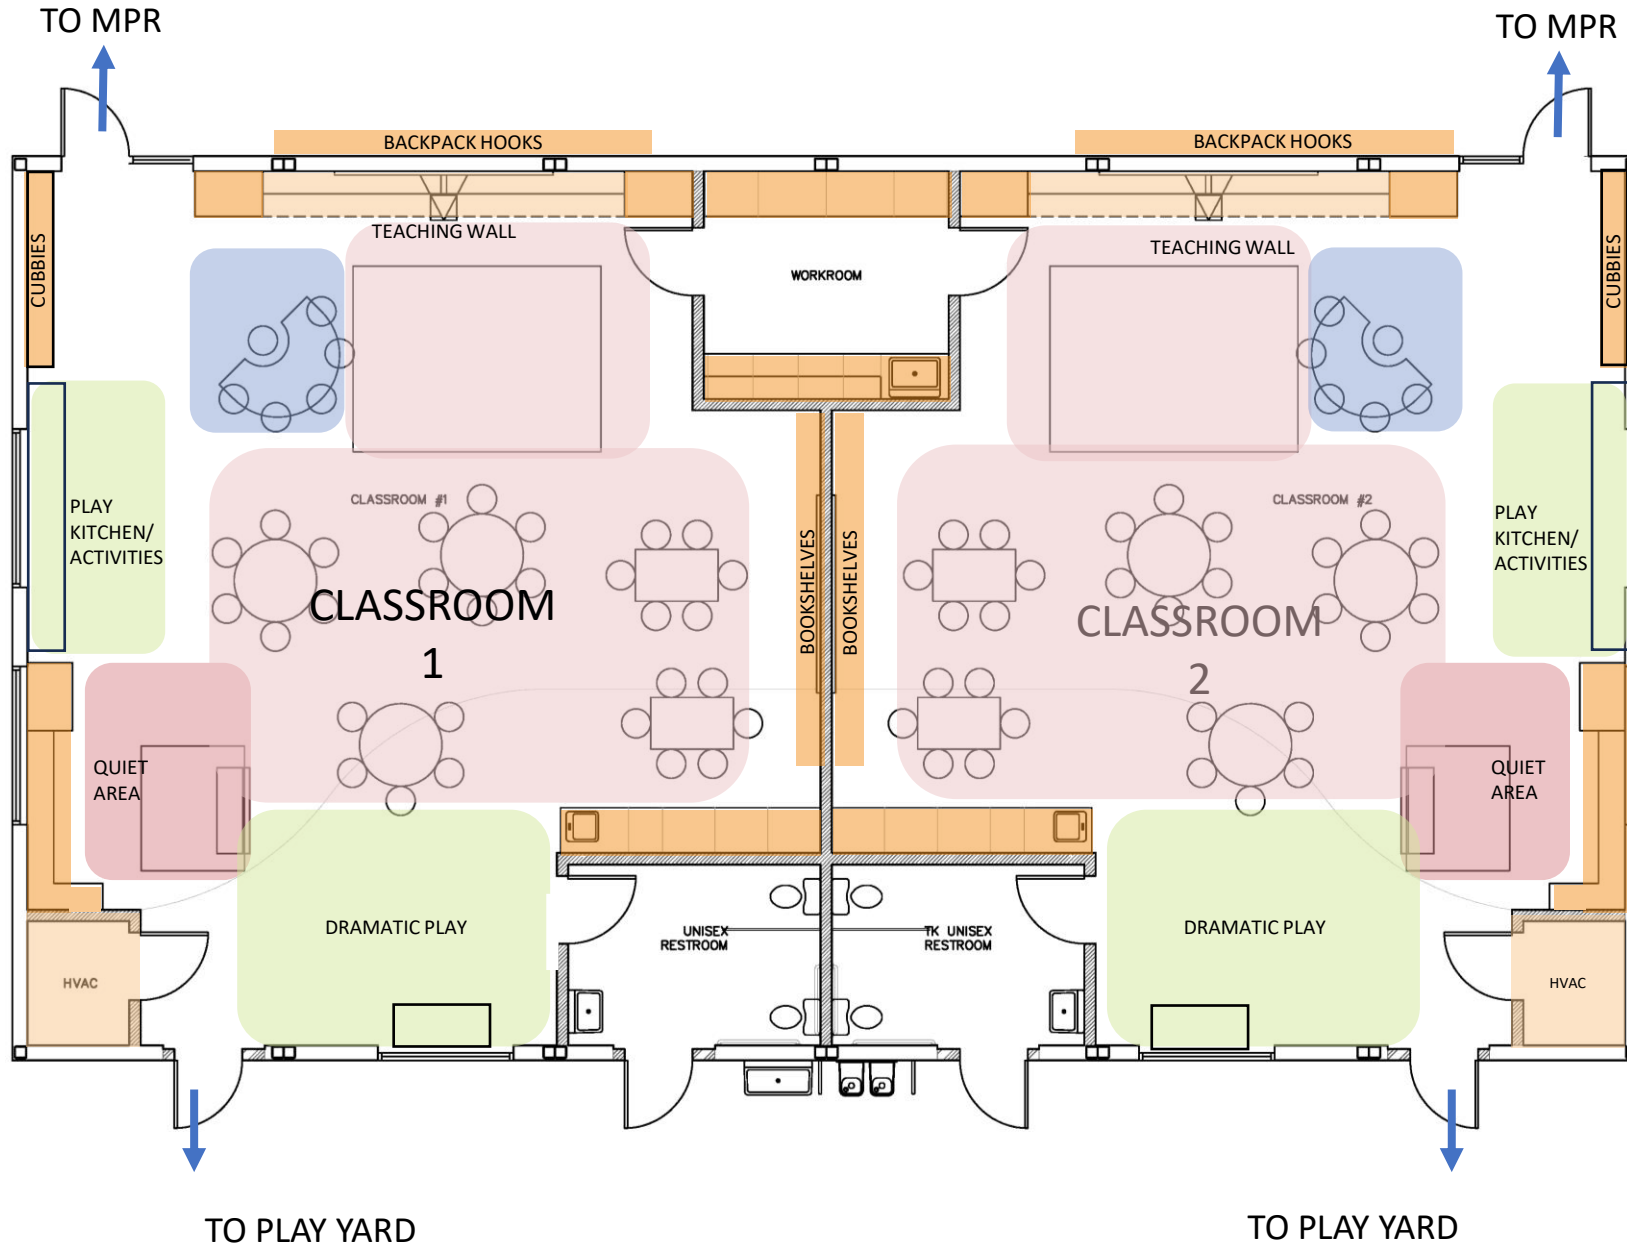 TO MPR
TO MPR
BACKPACK HOOKS
BACKPACK HOOKS
TEACHING WALL
TEACHING WALL
CUBBIES
CUBBIES
WORKROOM
CLASSROOM #1
CLASSROOM #2
PLAY
KITCHEN/
ACTIVITIES
PLAY
KITCHEN/
ACTIVITIES
BOOKSHELVES
BOOKSHELVES
CLASSROOM
1
CLASSROOM
2
QUIET
AREA
QUIET
AREA
DRAMATIC PLAY
DRAMATIC PLAY
UNISEX
RESTROOM
TK UNISEX
RESTROOM
HVAC
HVAC
TO PLAY YARD
TO PLAY YARD